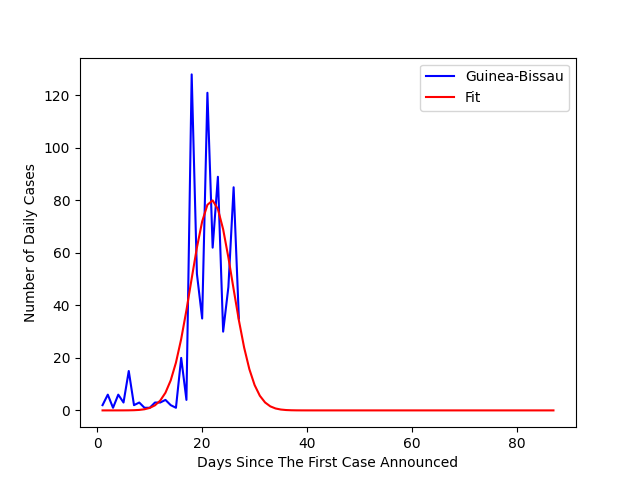 Guinea-Bissau
Fit
Number of Daily Cases
120
100
80
60
40
20
0
0 20 40 60 80
Days Since The First Case Announced